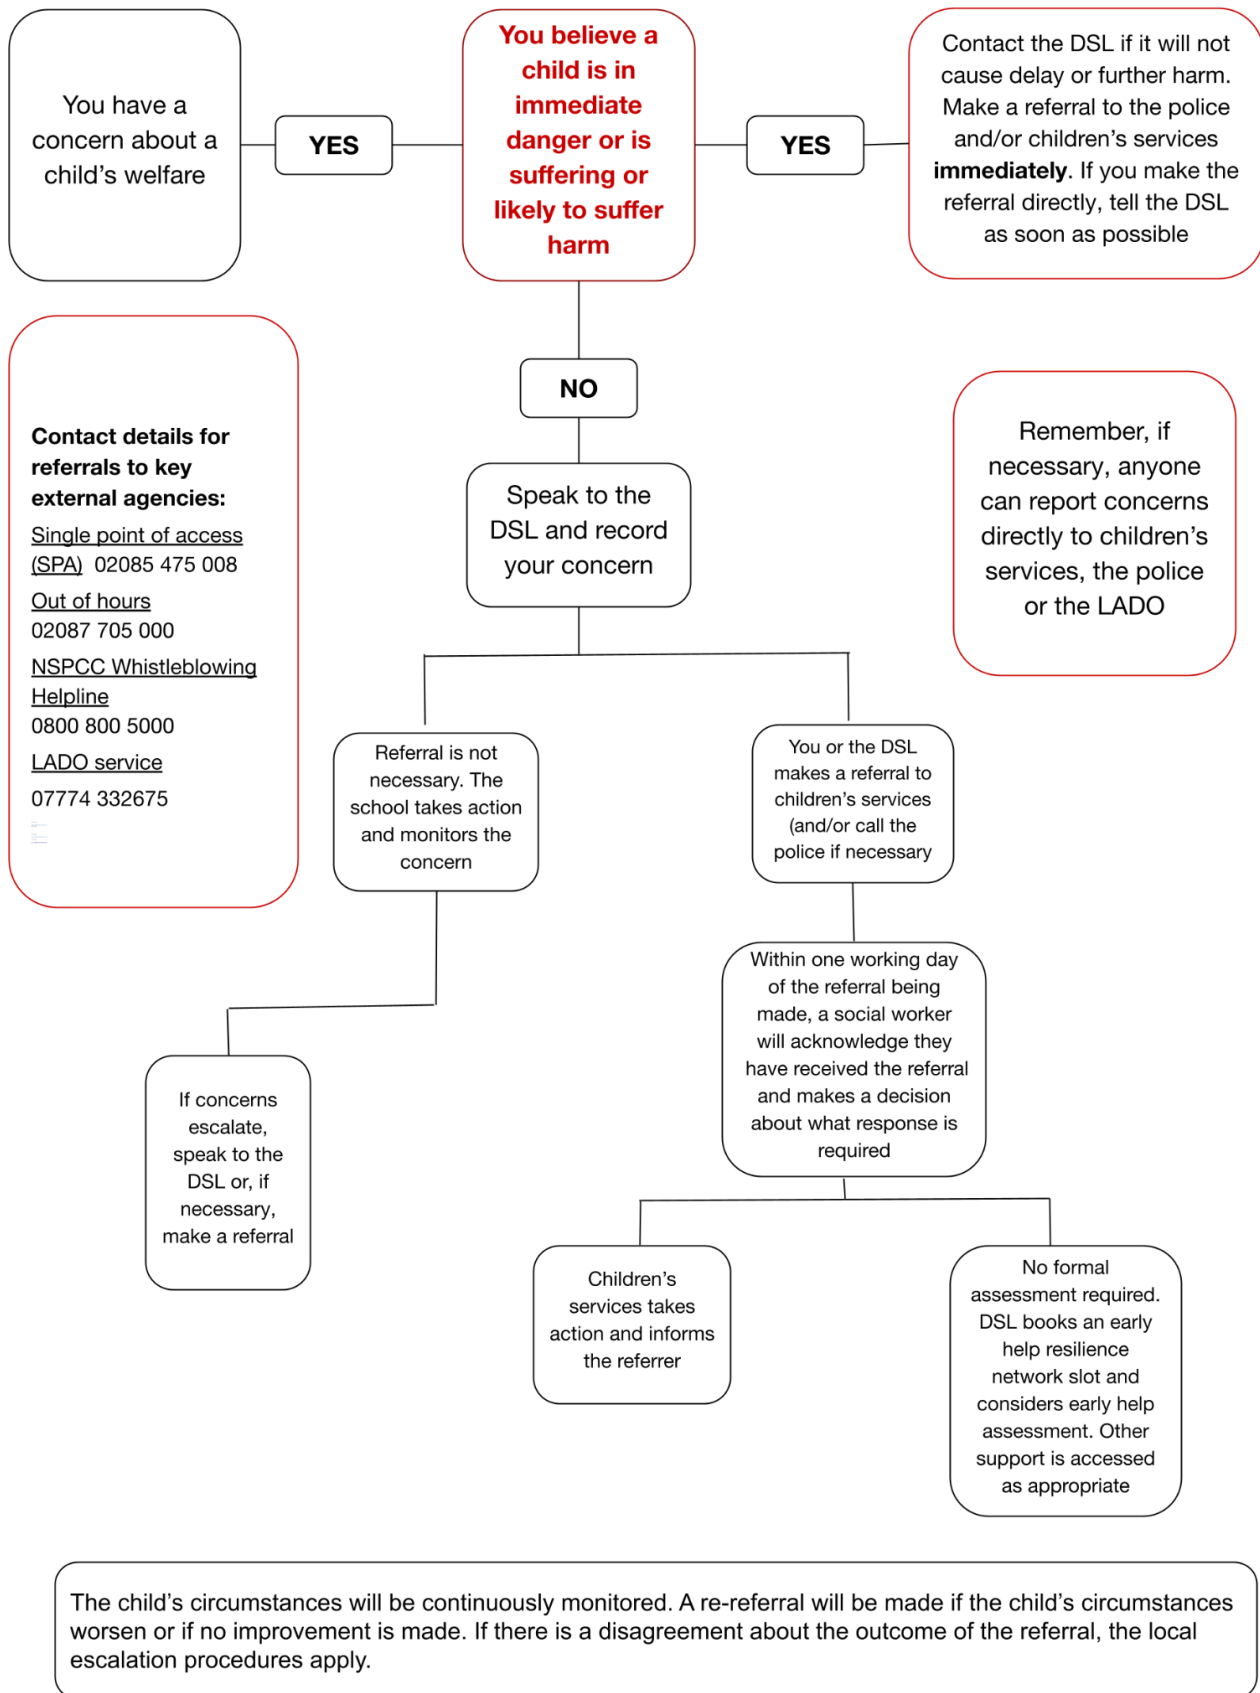 You have a
concern about a
child's welfare
YES
You believe a
child is in
immediate
danger or is
suffering or
likely to suffer
harm
YES
Contact the DSL if it will not
cause delay or further harm.
Make a referral to the police
and/or children's services
immediately. If you make the
referral directly, tell the DSL
as soon as possible
NO
Contact details for
referrals to key
external agencies:
Single point of access
(SPA) 02085 475 008
Out of hours
02087 705 000
NSPCC Whistleblowing
Helpline
0800 800 5000
LADO service
07774 332675
Speak to the
DSL and record
your concern
Remember, if
necessary, anyone
can report concerns
directly to children's
services, the police
or the LADO
Referral is not
necessary. The
school takes action
and monitors the
concern
You or the DSL
makes a referral to
children's services
(and/or call the
police if necessary
Within one working day
of the referral being
made, a social worker
will acknowledge they
have received the referral
and makes a decision
about what response is
required
If concerns
escalate,
speak to the
DSL or, if
necessary,
make a referral
Children's
services takes
action and informs
the referrer
No formal
assessment required.
DSL books an early
help resilience
network slot and
considers early help
assessment. Other
support is accessed
as appropriate
The child's circumstances will be continuously monitored. A re-referral will be made if the child's circumstances
worsen or if no improvement is made. If there is a disagreement about the outcome of the referral, the local
escalation procedures apply.